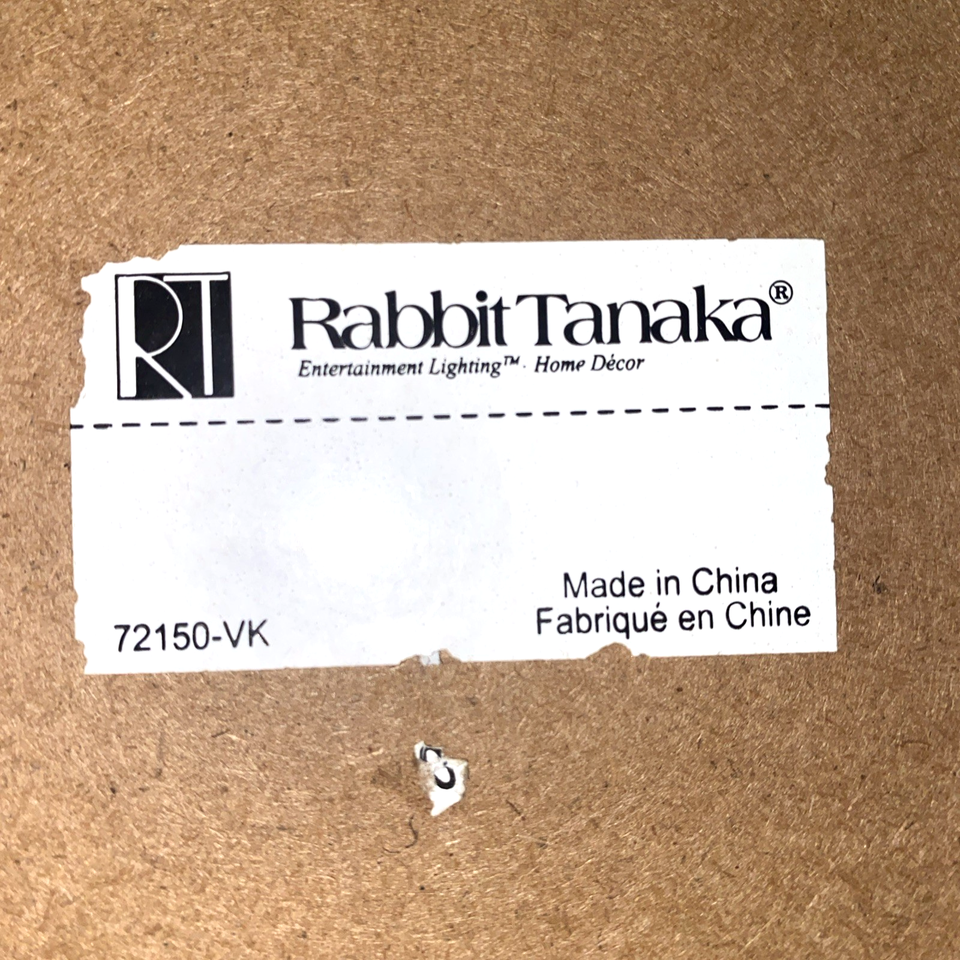 RT
Rabbit Tanaka®
Entertainment Lighting™· Home Décor
72150-VK
Made in China
Fabriqué en Chine